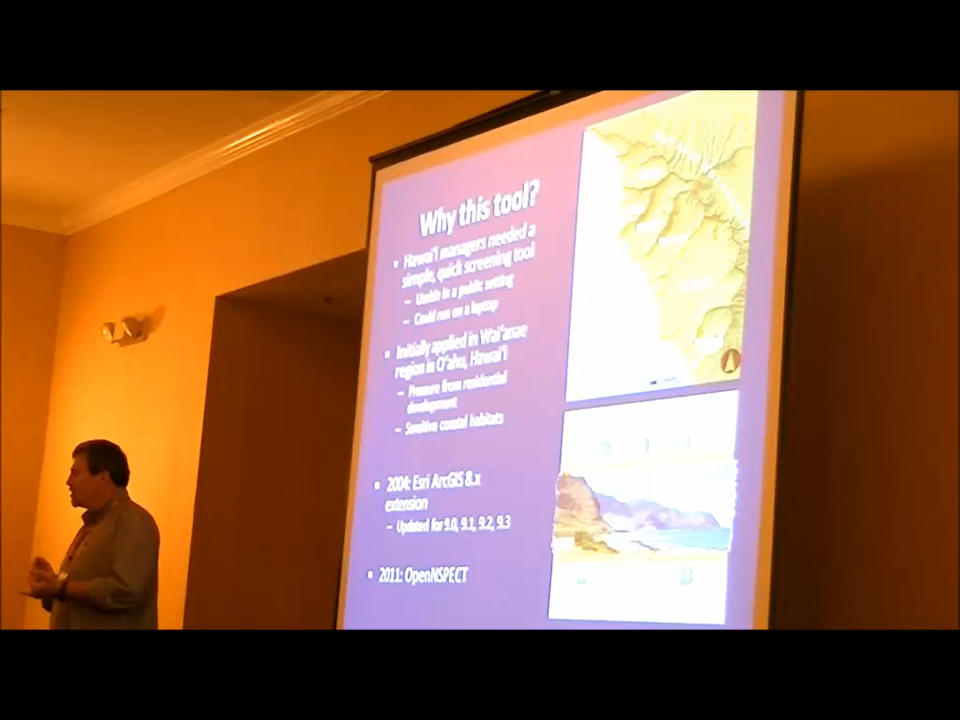 Why this tool?
▪ Hawai'i managers needed a
simple, quick screening tool
– Usable in a public setting
– Could run on a laptop
▪ Initially applied in Wai'anae
region in O'ahu, Hawai'i
– Pressure from residential
development
– Sensitive coastal habitats
▪ 2004: Esri ArcGIS 8.x
extension
– Updated for 9.0, 9.1, 9.2, 9.3
▪ 2011: OpenNSPECT